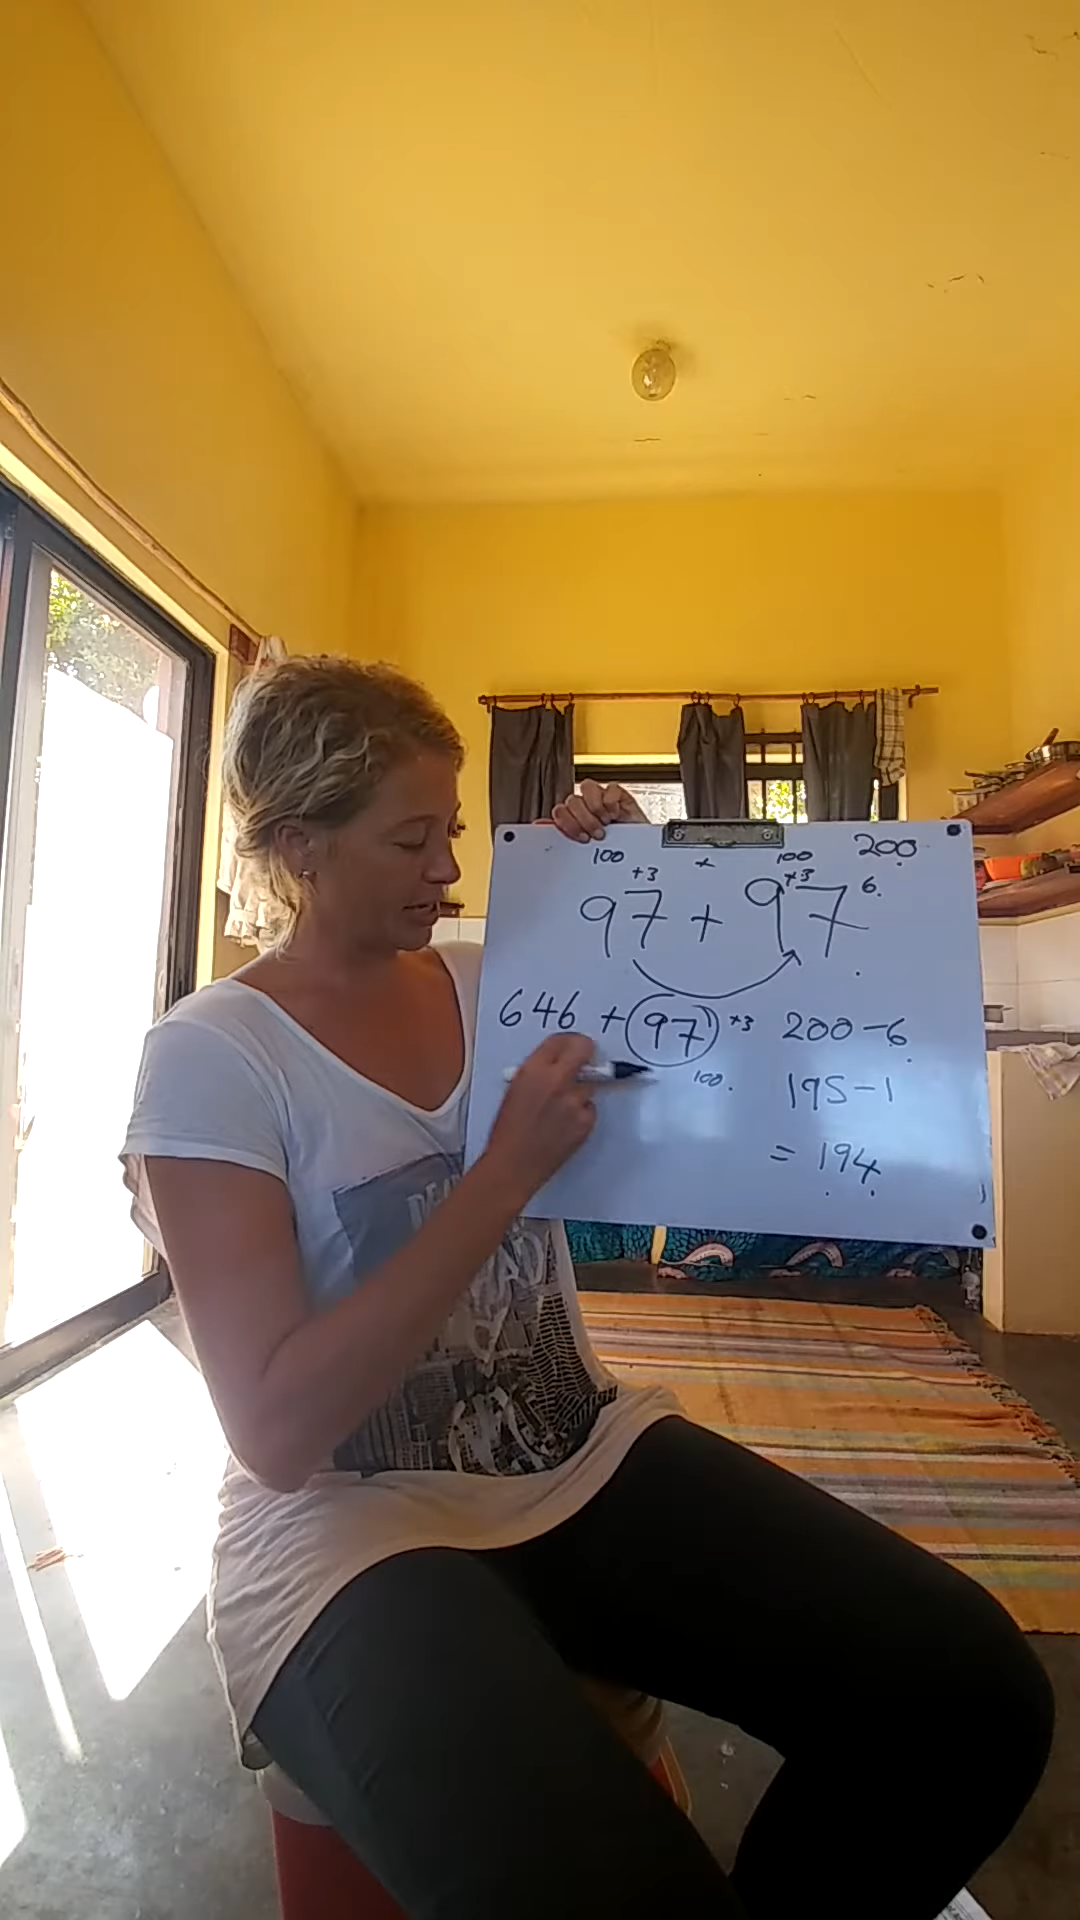 100 + 100 200
+3 +3 6.
97 + 97
646 + 97 +3 200 - 6
100. 195 - 1
= 194